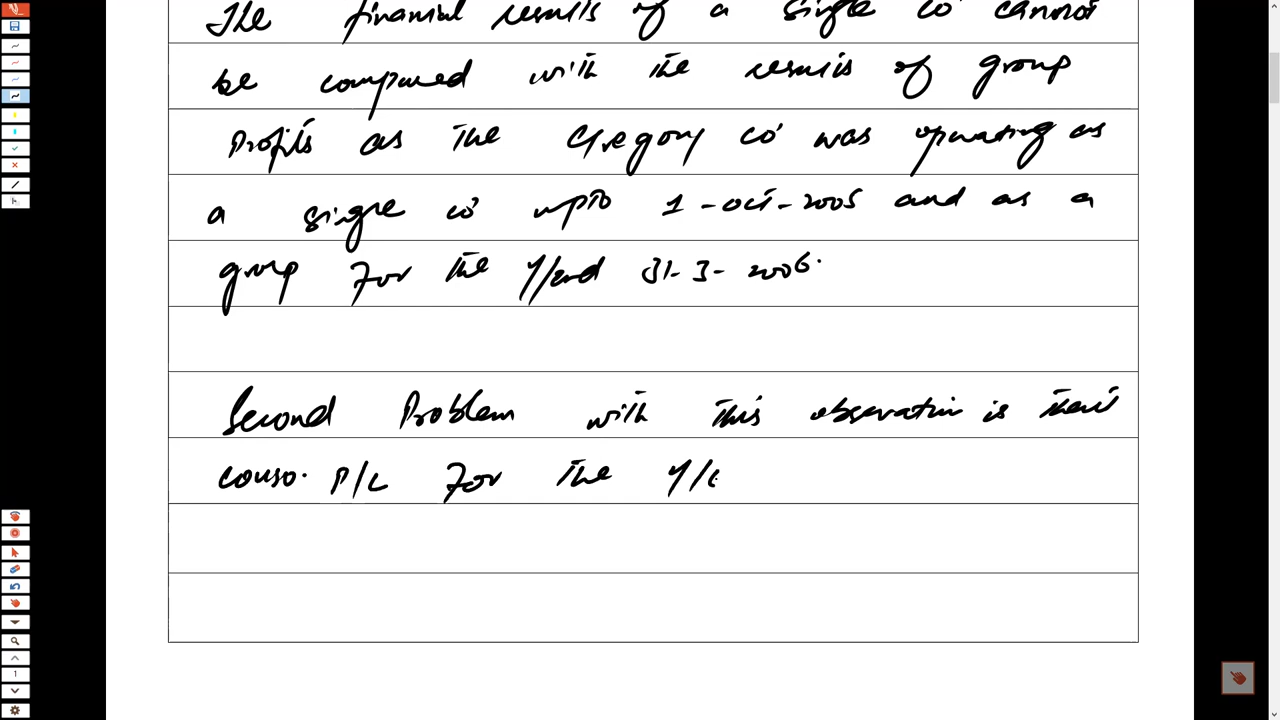 The financial results of a single co' cannot
be compared with the results of group
Profits as the Gregory co' was operating as
a single co' upto 1-oct-2005 and as a
group For the Y/end 31-3-2006.
Second Problem with this observation is that
conso. P/L For the Y/e
1